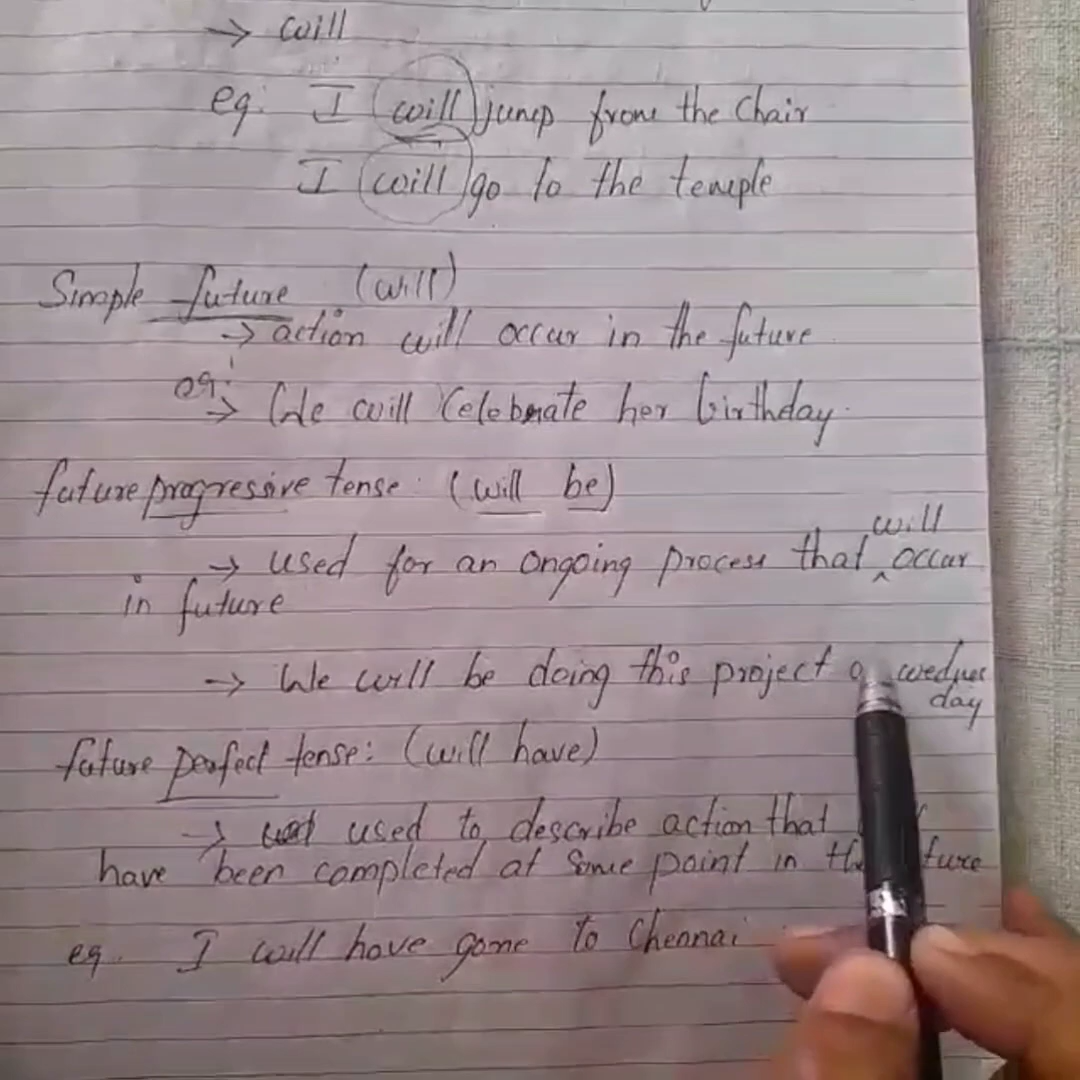 → will
eg: I will jump from the Chair
I will go to the temple
Simple future (will)
→ action will occur in the future
eg:
→ We will Celebrate her birthday.
future progressive tense (will be)
will
→ used for an ongoing process that ^ occur
in future
→ We will be doing this project wednes
day
future perfect tense: (will have)
→ used to describe action that
have been completed at some point in the future
eg. I will have gone to Chennai